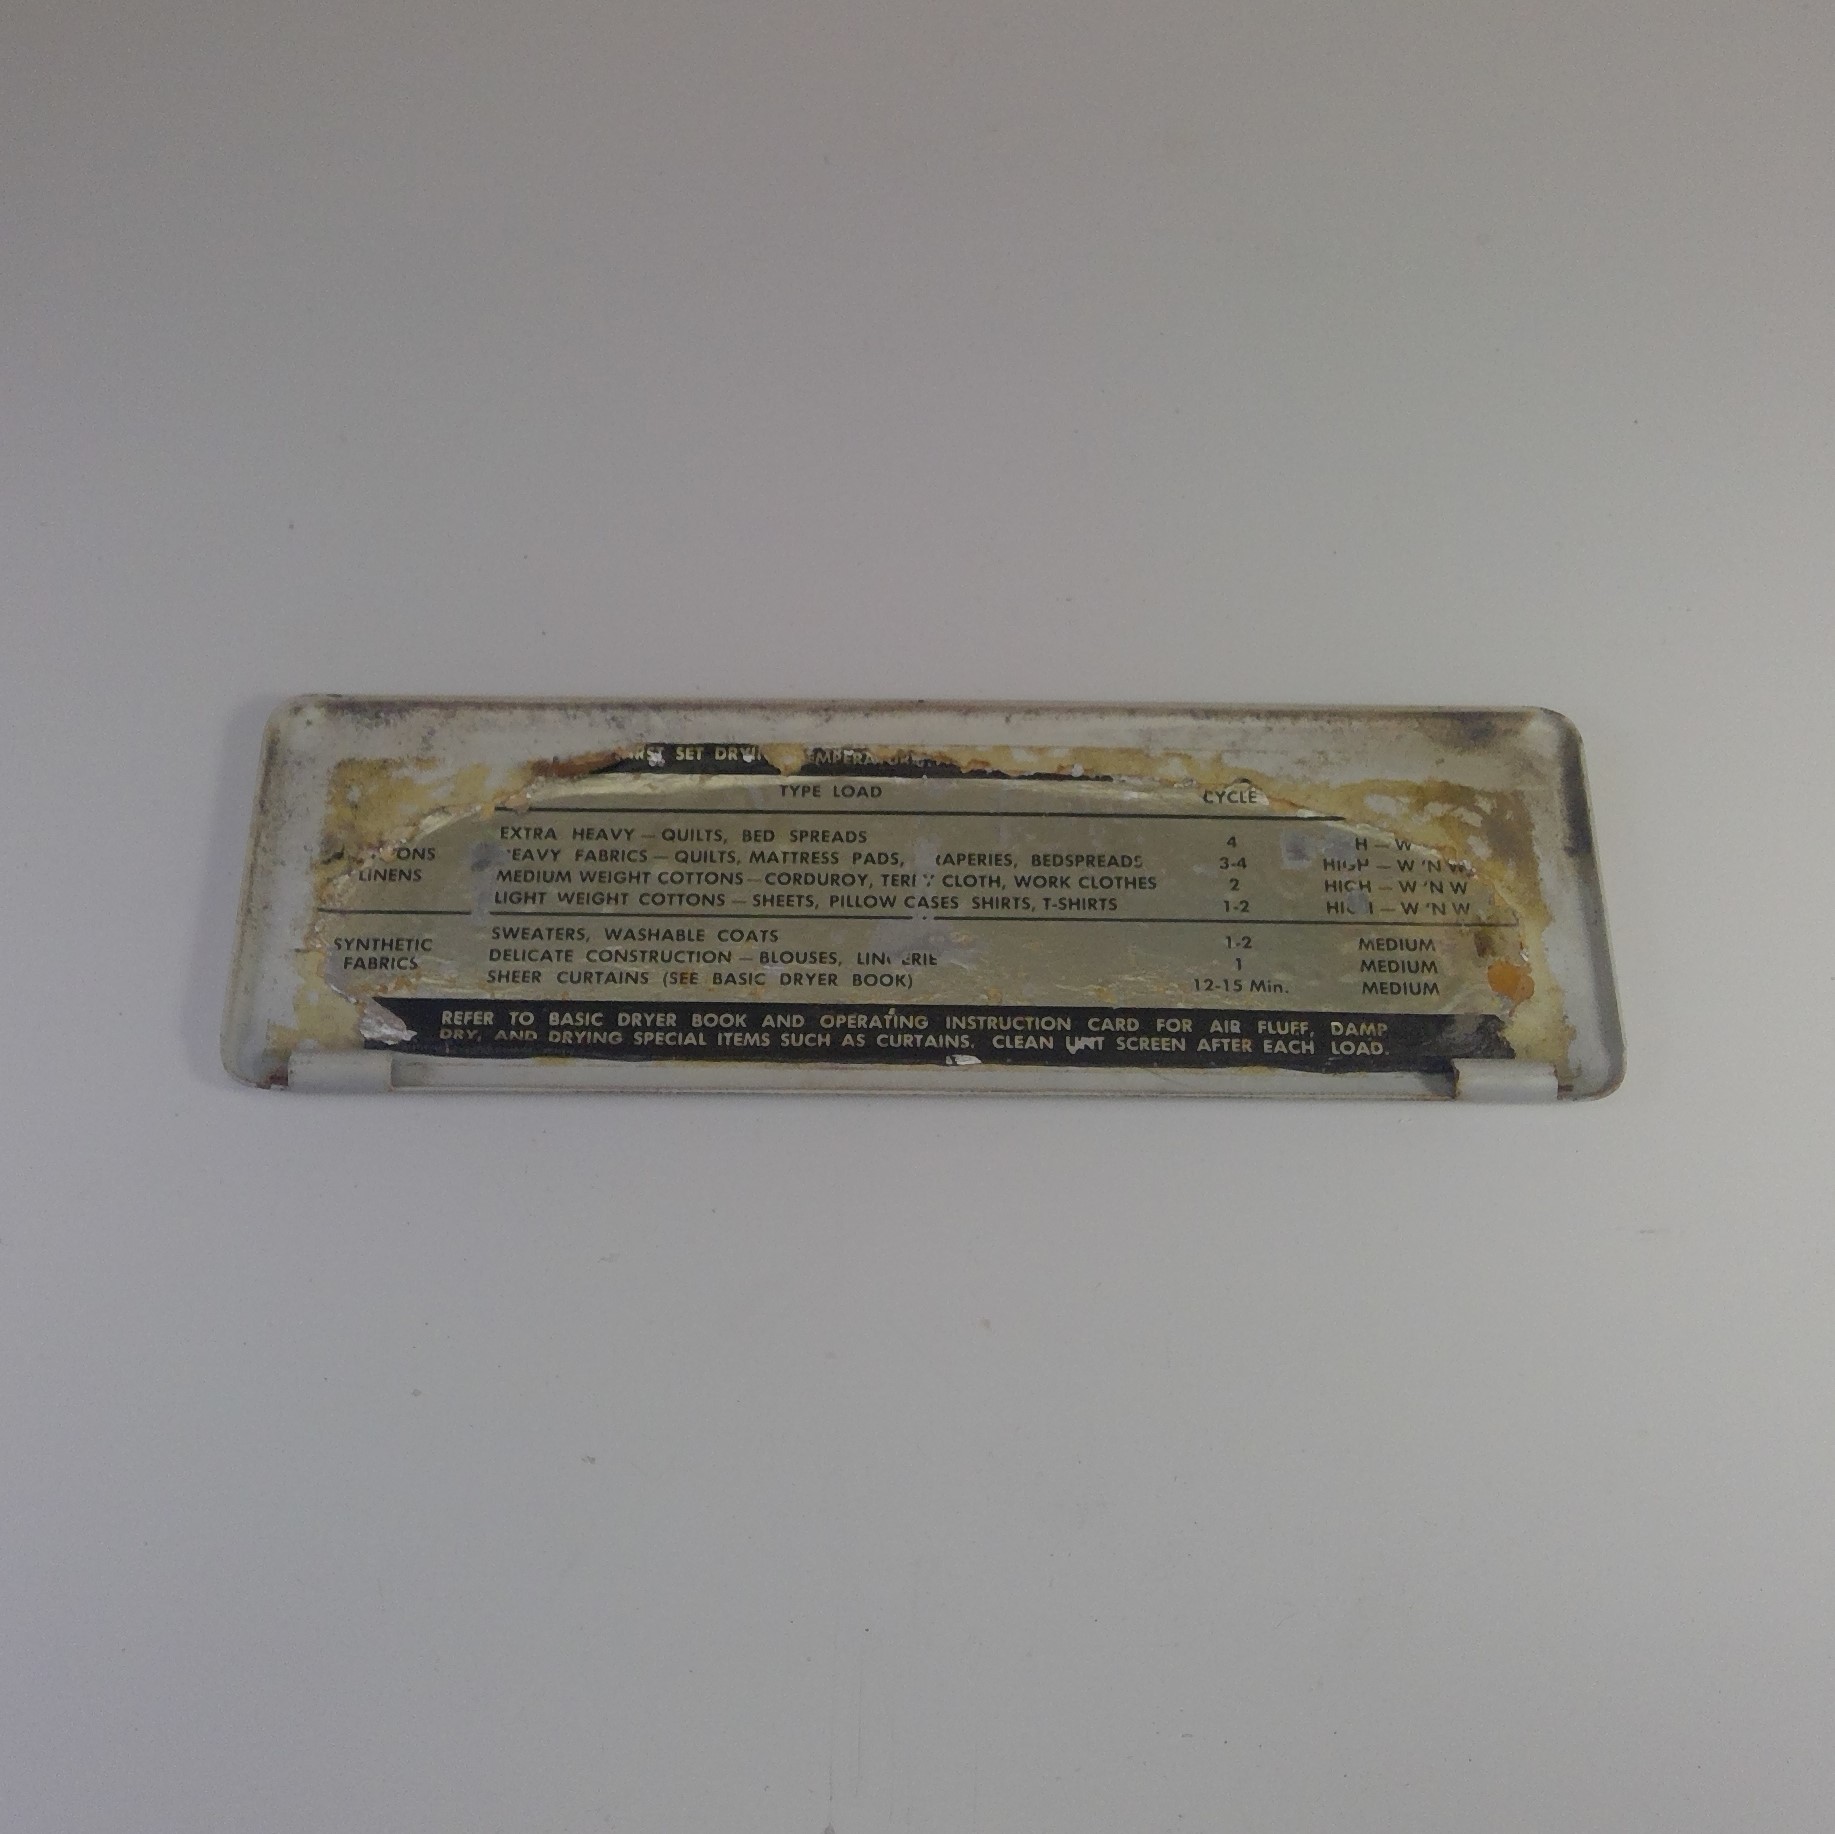 SET
TYPE LOAD CYCLE
EXTRA HEAVY — QUILTS, BED SPREADS 4
FABRICS — QUILTS, MATTRESS PADS, BEDSPREADS 3-4 HIGH — W 'N W
LINENS MEDIUM WEIGHT COTTONS — CORDUROY, CLOTH, WORK CLOTHES 2 HIGH — W 'N W
LIGHT WEIGHT COTTONS — SHEETS, PILLOW CASES SHIRTS, T-SHIRTS 1-2 — W 'N W
SWEATERS, WASHABLE COATS 1-2 MEDIUM
SYNTHETIC
DELICATE CONSTRUCTION — BLOUSES, 1 MEDIUM
FABRICS
SHEER CURTAINS (SEE BASIC DRYER BOOK) 12-15 Min. MEDIUM
REFER TO BASIC DRYER BOOK AND OPERATING INSTRUCTION CARD FOR AIR FLUFF, DAMP
DRY, AND DRYING SPECIAL ITEMS SUCH AS CURTAINS. CLEAN LINT SCREEN AFTER EACH LOAD.